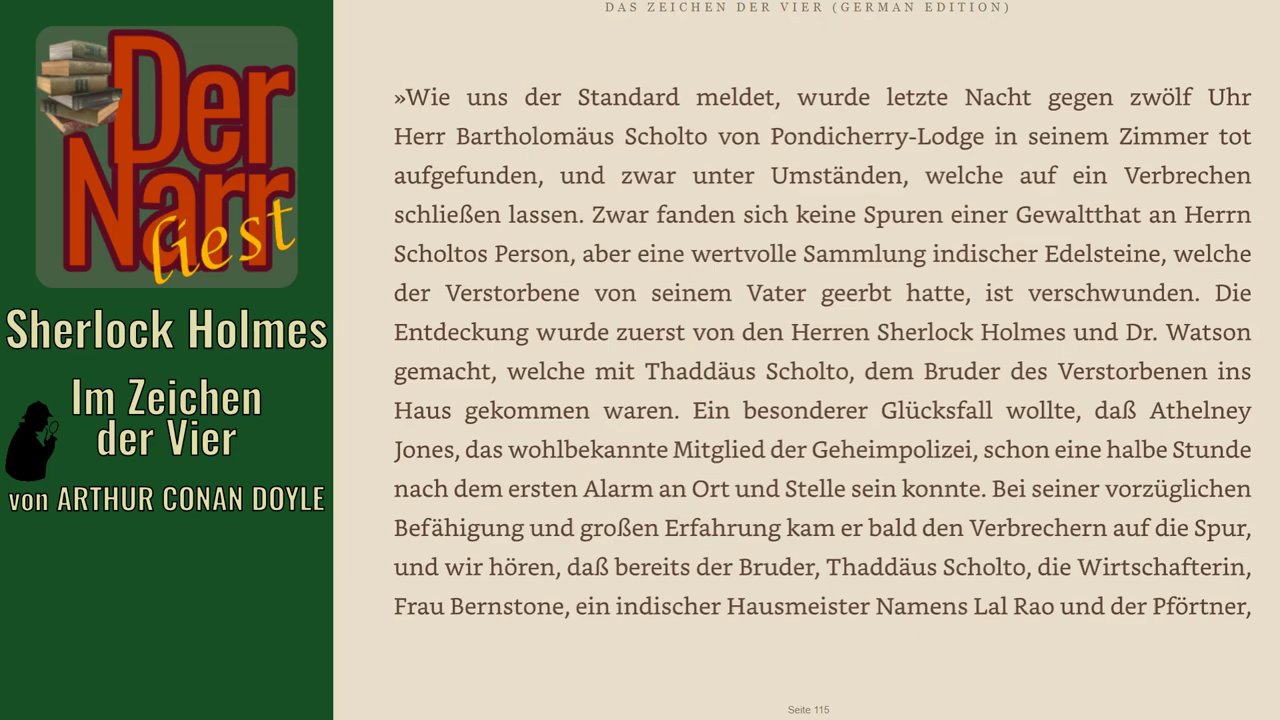 Der
Narr
liest
Sherlock Holmes
Im Zeichen
der Vier
von ARTHUR CONAN DOYLE
DAS ZEICHEN DER VIER (GERMAN EDITION)
»Wie uns der Standard meldet, wurde letzte Nacht gegen zwölf Uhr
Herr Bartholomäus Scholto von Pondicherry-Lodge in seinem Zimmer tot
aufgefunden, und zwar unter Umständen, welche auf ein Verbrechen
schließen lassen. Zwar fanden sich keine Spuren einer Gewaltthat an Herrn
Scholtos Person, aber eine wertvolle Sammlung indischer Edelsteine, welche
der Verstorbene von seinem Vater geerbt hatte, ist verschwunden. Die
Entdeckung wurde zuerst von den Herren Sherlock Holmes und Dr. Watson
gemacht, welche mit Thaddäus Scholto, dem Bruder des Verstorbenen ins
Haus gekommen waren. Ein besonderer Glücksfall wollte, daß Athelney
Jones, das wohlbekannte Mitglied der Geheimpolizei, schon eine halbe Stunde
nach dem ersten Alarm an Ort und Stelle sein konnte. Bei seiner vorzüglichen
Befähigung und großen Erfahrung kam er bald den Verbrechern auf die Spur,
und wir hören, daß bereits der Bruder, Thaddäus Scholto, die Wirtschafterin,
Frau Bernstone, ein indischer Hausmeister Namens Lal Rao und der Pförtner,
Seite 115